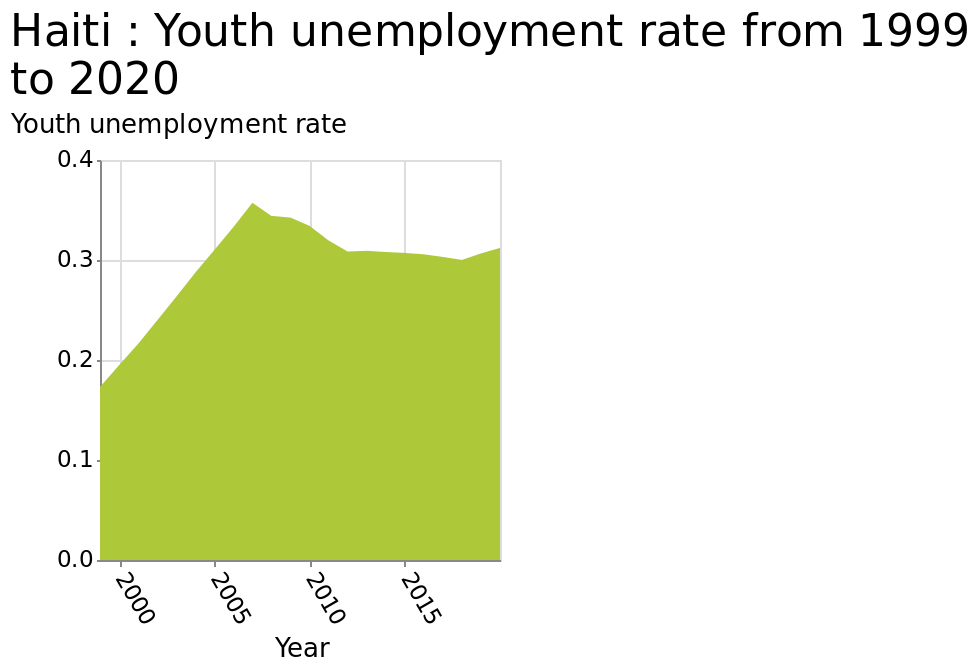 Haiti : Youth unemployment rate from 1999
to 2020
Youth unemployment rate
0.4
0.3
0.2
0.1
0.0
2000
2005
2010
2015
Year